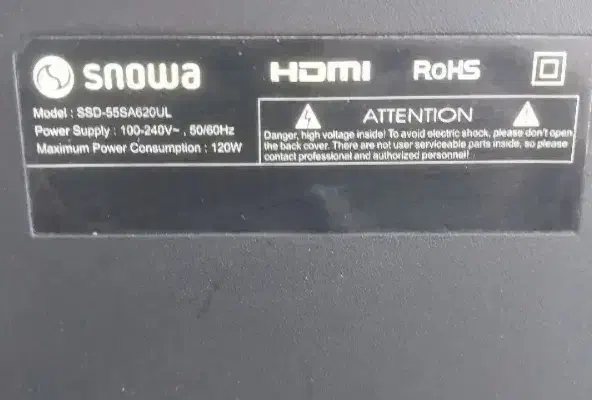 snowa HDMI RoHS
Model : SSD-55SA620UL
Power Supply : 100-240V~ , 50/60Hz
Maximum Power Consumption : 120W
ATTENTION
Danger, high voltage inside! To avoid electric shock, please don't open
the back cover. There are not user serviceable parts inside, so please
contact professional and authorized personnel!